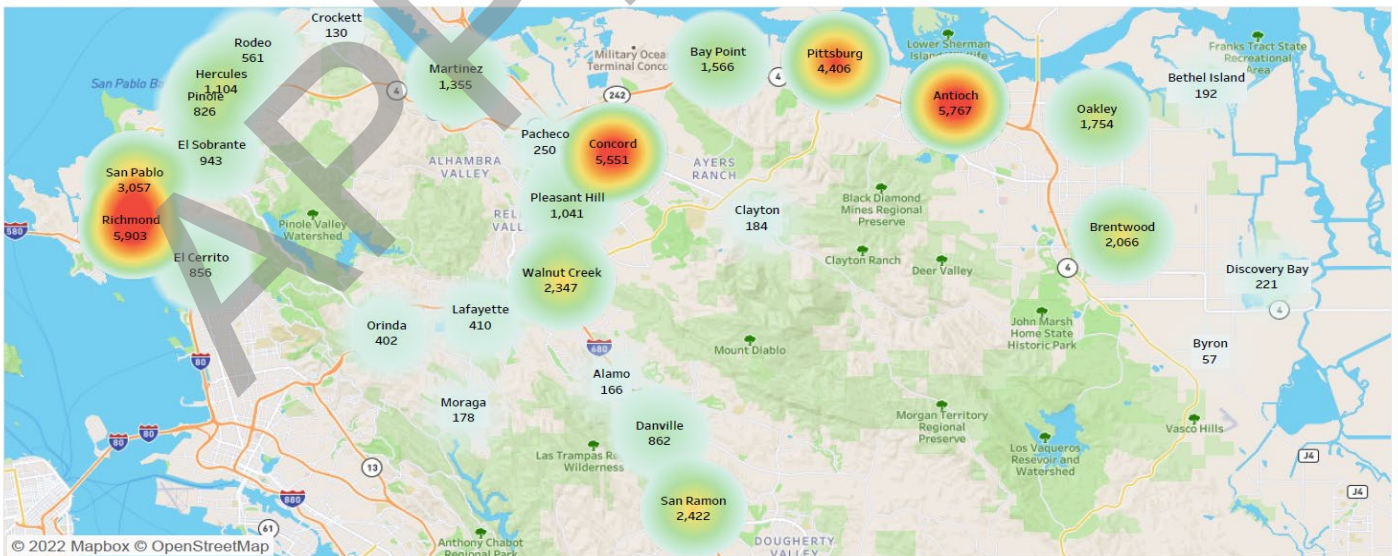 Crockett
130
Rodeo
561
San Pablo Ba
Hercules
1,104
Pinole
826
El Sobrante
943
San Pablo
3,057
Richmond
5,903
El Cerrito
856
580
Pinole Valley
Watershed
Martinez
1,355
4
242
Military Ocea
Terminal Conco
Bay Point
1,566
4
Pittsburg
4,406
Lower Sherman
Antioch
5,767
Oakley
1,754
Bethel Island
192
Franks Tract State
Recreational
Area
Pacheco
250
Concord
5,551
ALHAMBRA
VALLEY
AYERS
RANCH
Pleasant Hill
1,041
Clayton
184
Black Diamond
Mines Regional
Preserve
Clayton Ranch
Deer Valley
Brentwood
2,066
4
Discovery Bay
221
4
Walnut Creek
2,347
Lafayette
410
Orinda
402
680
Mount Diablo
John Marsh
Home State
Historic Park
Byron
57
Alamo
166
Moraga
178
80
80
80
Danville
862
Las Trampas Re
Wilderness
Morgan Territory
Regional
Preserve
Los Vaqueros
Resevoir and
Watershed
Vasco Hills
J4
J4
13
880
61
San Ramon
2,422
Anthony Chabot
Regional Park
DOUGHERTY
VALLEY
© 2022 Mapbox © OpenStreetMap